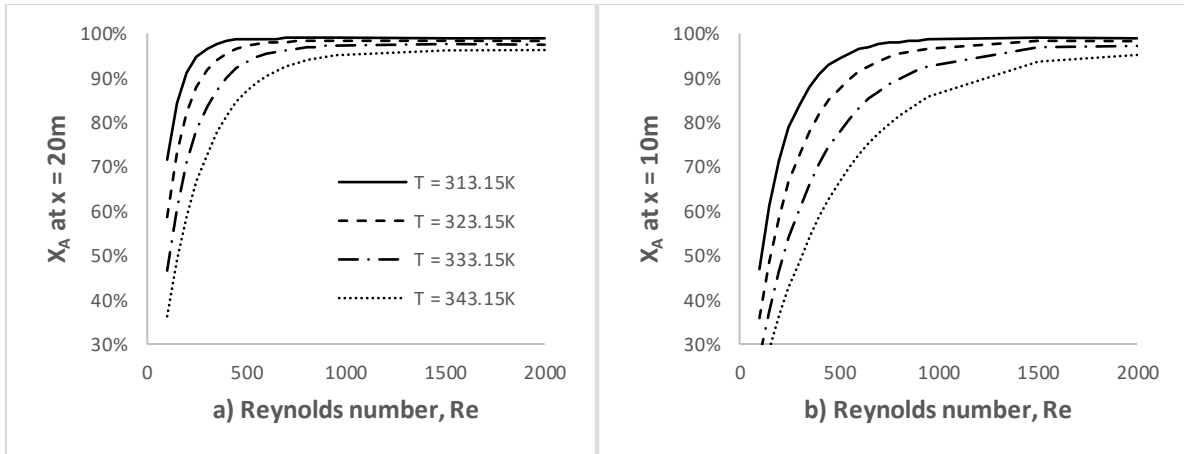 100%
90%
80%
70%
60%
50%
40%
30%
X_A at x = 20m
T = 313.15K
T = 323.15K
T = 333.15K
T = 343.15K
0 500 1000 1500 2000
a) Reynolds number, Re
100%
90%
80%
70%
60%
50%
40%
30%
X_A at x = 10m
0 500 1000 1500 2000
b) Reynolds number, Re